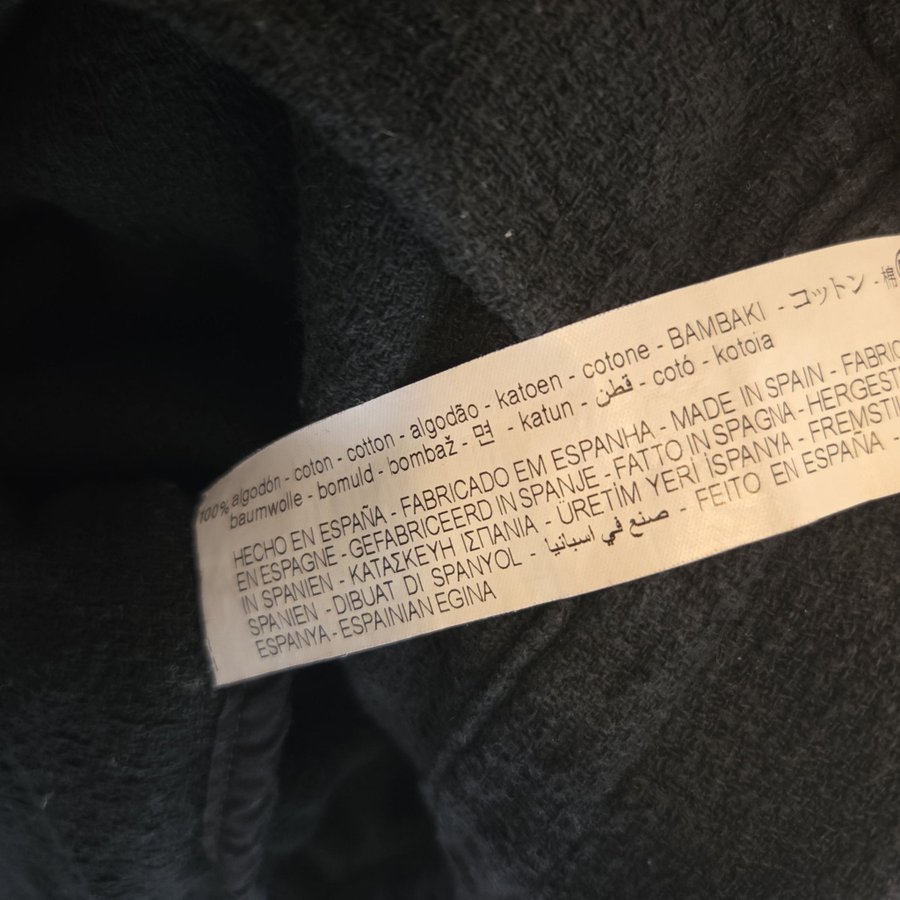 100% algodón - coton - cotton - algodão - katoen - cotone - BAMBAKI - コットン - 棉
baumwolle - bomuld - bombaž - 면 - katun - قطن - cotó - kotoia
HECHO EN ESPAÑA - FABRICADO EM ESPANHA - MADE IN SPAIN - FABRIC
EN ESPAGNE - GEFABRICEERD IN SPANJE - FATTO IN SPAGNA - HERGEST
IN SPANIEN - ΚΑΤΑΣΚΕΥΗ ΙΣΠΑΝΙΑ - ÜRETİM YERİ İSPANYA - FREMSTIL
SPANIEN - DIBUAT DI SPANYOL - صنع في اسبانيا - FEITO EN ESPAÑA -
ESPANYA - ESPAINIAN EGINA